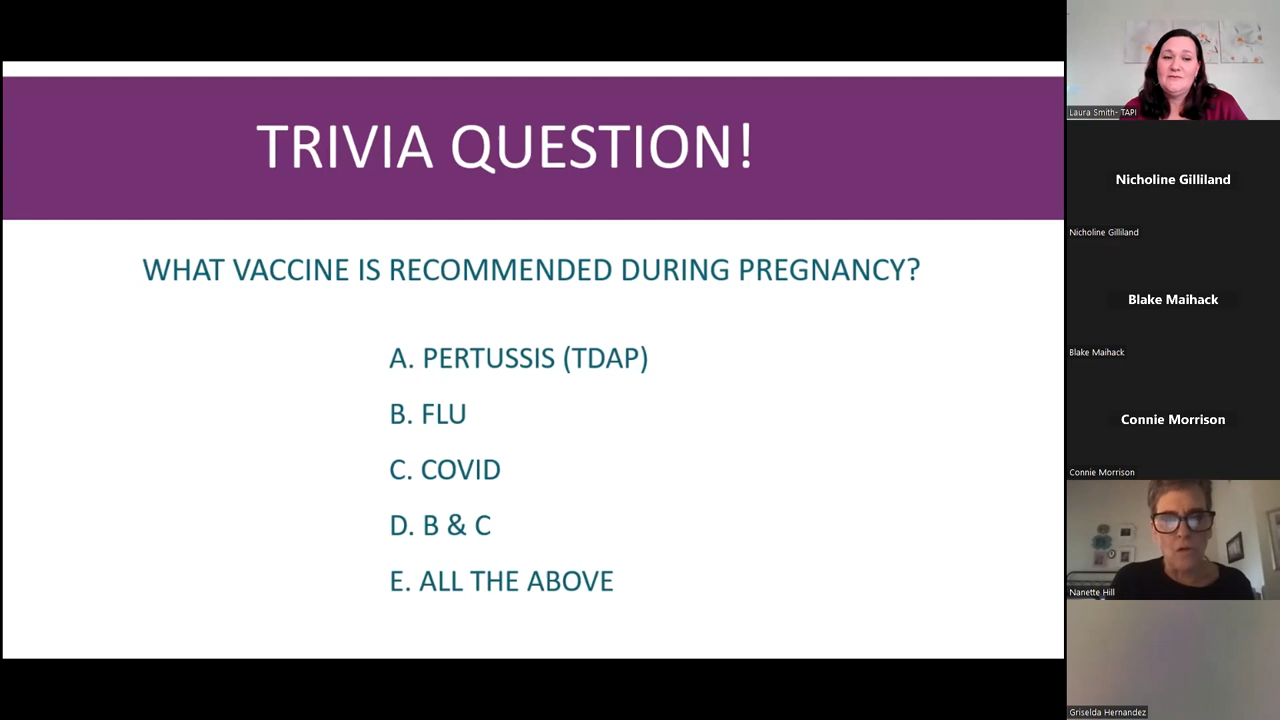 TRIVIA QUESTION!
WHAT VACCINE IS RECOMMENDED DURING PREGNANCY?
A. PERTUSSIS (TDAP)
B. FLU
C. COVID
D. B & C
E. ALL THE ABOVE
Laura Smith- TAPI
Nicholine Gilliland
Nicholine Gilliland
Blake Maihack
Blake Maihack
Connie Morrison
Connie Morrison
Nanette Hill
Griselda Hernandez